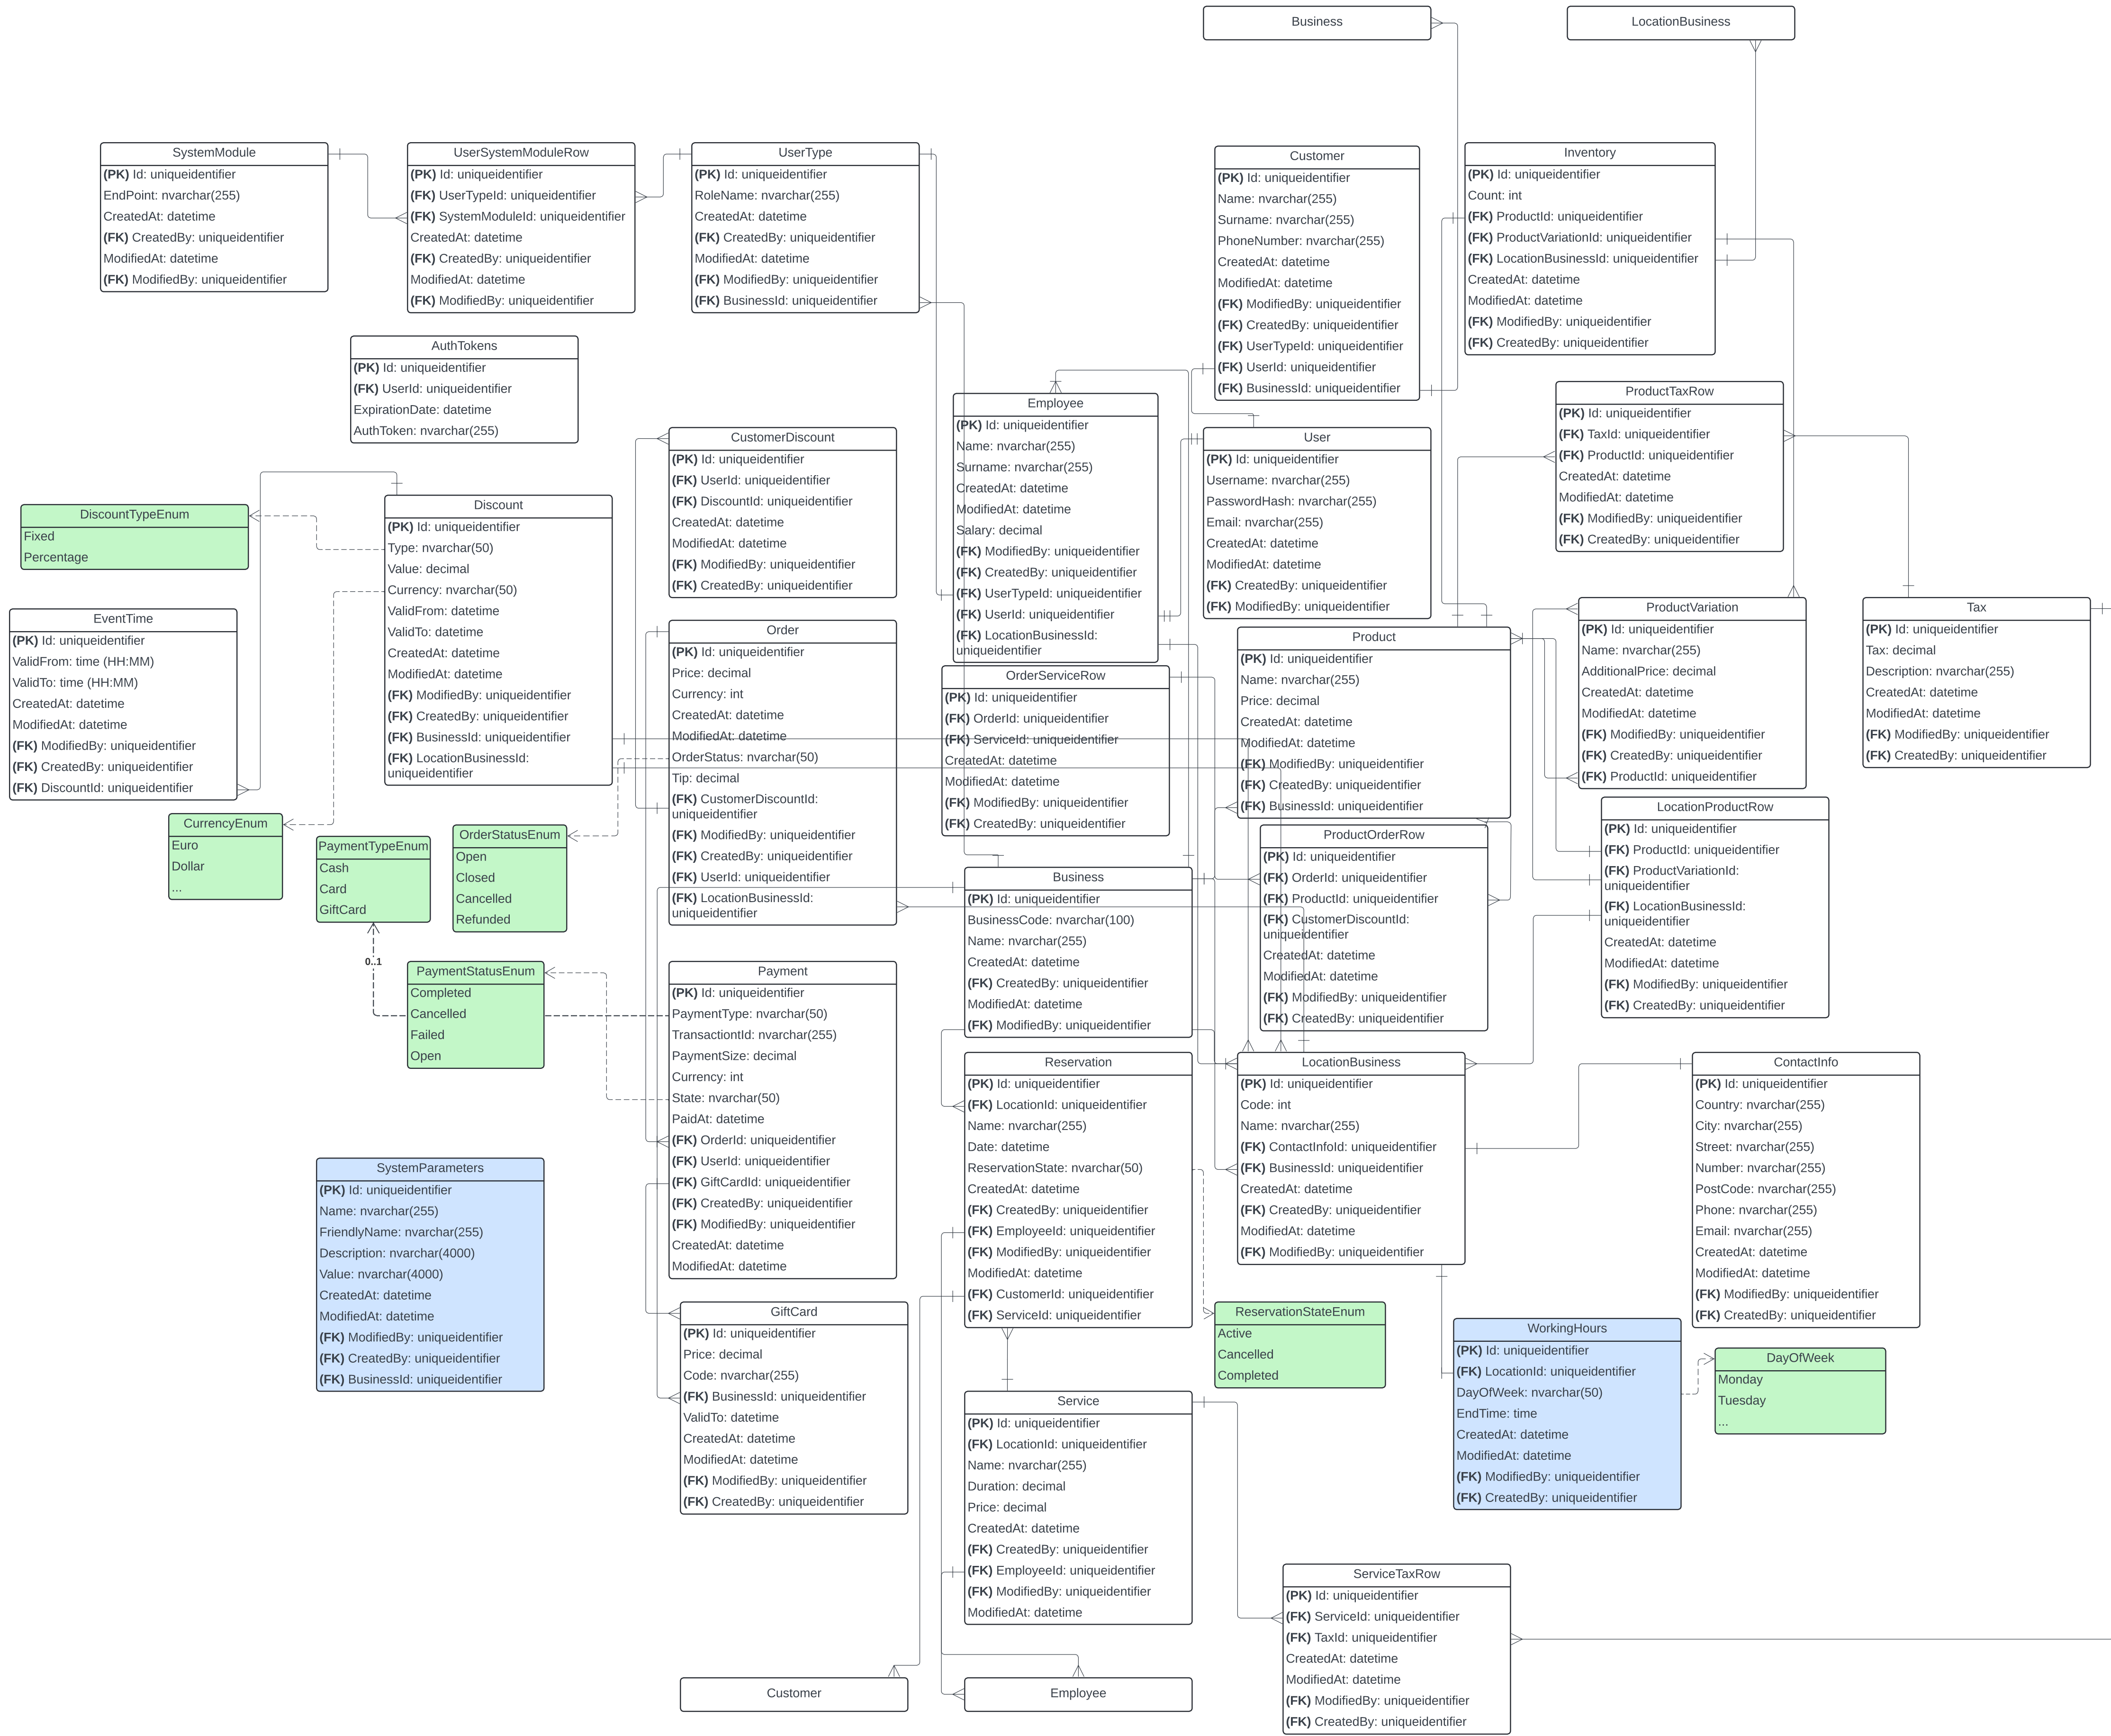 Business
LocationBusiness
SystemModule
(PK) Id: uniqueidentifier
EndPoint: nvarchar(255)
CreatedAt: datetime
(FK) CreatedBy: uniqueidentifier
ModifiedAt: datetime
(FK) ModifiedBy: uniqueidentifier
UserSystemModuleRow
(PK) Id: uniqueidentifier
(FK) UserTypeId: uniqueidentifier
(FK) SystemModuleId: uniqueidentifier
CreatedAt: datetime
(FK) CreatedBy: uniqueidentifier
ModifiedAt: datetime
(FK) ModifiedBy: uniqueidentifier
UserType
(PK) Id: uniqueidentifier
RoleName: nvarchar(255)
CreatedAt: datetime
(FK) CreatedBy: uniqueidentifier
ModifiedAt: datetime
(FK) ModifiedBy: uniqueidentifier
(FK) BusinessId: uniqueidentifier
Customer
(PK) Id: uniqueidentifier
Name: nvarchar(255)
Surname: nvarchar(255)
PhoneNumber: nvarchar(255)
CreatedAt: datetime
ModifiedAt: datetime
(FK) ModifiedBy: uniqueidentifier
(FK) CreatedBy: uniqueidentifier
(FK) UserTypeId: uniqueidentifier
(FK) UserId: uniqueidentifier
(FK) BusinessId: uniqueidentifier
Inventory
(PK) Id: uniqueidentifier
Count: int
(FK) ProductId: uniqueidentifier
(FK) ProductVariationId: uniqueidentifier
(FK) LocationBusinessId: uniqueidentifier
CreatedAt: datetime
ModifiedAt: datetime
(FK) ModifiedBy: uniqueidentifier
(FK) CreatedBy: uniqueidentifier
AuthTokens
(PK) Id: uniqueidentifier
(FK) UserId: uniqueidentifier
ExpirationDate: datetime
AuthToken: nvarchar(255)
ProductTaxRow
(PK) Id: uniqueidentifier
(FK) TaxId: uniqueidentifier
(FK) ProductId: uniqueidentifier
CreatedAt: datetime
ModifiedAt: datetime
(FK) ModifiedBy: uniqueidentifier
(FK) CreatedBy: uniqueidentifier
Employee
(PK) Id: uniqueidentifier
Name: nvarchar(255)
Surname: nvarchar(255)
CreatedAt: datetime
ModifiedAt: datetime
Salary: decimal
(FK) ModifiedBy: uniqueidentifier
(FK) CreatedBy: uniqueidentifier
(FK) UserTypeId: uniqueidentifier
(FK) UserId: uniqueidentifier
(FK) LocationBusinessId:
uniqueidentifier
CustomerDiscount
(PK) Id: uniqueidentifier
(FK) UserId: uniqueidentifier
(FK) DiscountId: uniqueidentifier
CreatedAt: datetime
ModifiedAt: datetime
(FK) ModifiedBy: uniqueidentifier
(FK) CreatedBy: uniqueidentifier
User
(PK) Id: uniqueidentifier
Username: nvarchar(255)
PasswordHash: nvarchar(255)
Email: nvarchar(255)
CreatedAt: datetime
ModifiedAt: datetime
(FK) CreatedBy: uniqueidentifier
(FK) ModifiedBy: uniqueidentifier
DiscountTypeEnum
Fixed
Percentage
Discount
(PK) Id: uniqueidentifier
Type: nvarchar(50)
Value: decimal
Currency: nvarchar(50)
ValidFrom: datetime
ValidTo: datetime
CreatedAt: datetime
ModifiedAt: datetime
(FK) ModifiedBy: uniqueidentifier
(FK) CreatedBy: uniqueidentifier
(FK) BusinessId: uniqueidentifier
(FK) LocationBusinessId:
uniqueidentifier
EventTime
(PK) Id: uniqueidentifier
ValidFrom: time (HH:MM)
ValidTo: time (HH:MM)
CreatedAt: datetime
ModifiedAt: datetime
(FK) ModifiedBy: uniqueidentifier
(FK) CreatedBy: uniqueidentifier
(FK) DiscountId: uniqueidentifier
Order
(PK) Id: uniqueidentifier
Price: decimal
Currency: int
CreatedAt: datetime
ModifiedAt: datetime
OrderStatus: nvarchar(50)
Tip: decimal
(FK) CustomerDiscountId:
uniqueidentifier
(FK) ModifiedBy: uniqueidentifier
(FK) CreatedBy: uniqueidentifier
(FK) UserId: uniqueidentifier
(FK) LocationBusinessId:
uniqueidentifier
OrderServiceRow
(PK) Id: uniqueidentifier
(FK) OrderId: uniqueidentifier
(FK) ServiceId: uniqueidentifier
CreatedAt: datetime
ModifiedAt: datetime
(FK) ModifiedBy: uniqueidentifier
(FK) CreatedBy: uniqueidentifier
Product
(PK) Id: uniqueidentifier
Name: nvarchar(255)
Price: decimal
CreatedAt: datetime
ModifiedAt: datetime
(FK) ModifiedBy: uniqueidentifier
(FK) CreatedBy: uniqueidentifier
(FK) BusinessId: uniqueidentifier
ProductVariation
(PK) Id: uniqueidentifier
Name: nvarchar(255)
AdditionalPrice: decimal
CreatedAt: datetime
ModifiedAt: datetime
(FK) ModifiedBy: uniqueidentifier
(FK) CreatedBy: uniqueidentifier
(FK) ProductId: uniqueidentifier
Tax
(PK) Id: uniqueidentifier
Tax: decimal
Description: nvarchar(255)
CreatedAt: datetime
ModifiedAt: datetime
(FK) ModifiedBy: uniqueidentifier
(FK) CreatedBy: uniqueidentifier
LocationProductRow
(PK) Id: uniqueidentifier
(FK) ProductId: uniqueidentifier
(FK) ProductVariationId:
uniqueidentifier
(FK) LocationBusinessId:
uniqueidentifier
CreatedAt: datetime
ModifiedAt: datetime
(FK) ModifiedBy: uniqueidentifier
(FK) CreatedBy: uniqueidentifier
CurrencyEnum
Euro
Dollar
...
PaymentTypeEnum
Cash
Card
GiftCard
OrderStatusEnum
Open
Closed
Cancelled
Refunded
ProductOrderRow
(PK) Id: uniqueidentifier
(FK) OrderId: uniqueidentifier
(FK) ProductId: uniqueidentifier
(FK) CustomerDiscountId:
uniqueidentifier
CreatedAt: datetime
ModifiedAt: datetime
(FK) ModifiedBy: uniqueidentifier
(FK) CreatedBy: uniqueidentifier
Business
(PK) Id: uniqueidentifier
BusinessCode: nvarchar(100)
Name: nvarchar(255)
CreatedAt: datetime
(FK) CreatedBy: uniqueidentifier
ModifiedAt: datetime
(FK) ModifiedBy: uniqueidentifier
0..1
PaymentStatusEnum
Completed
Cancelled
Failed
Open
Payment
(PK) Id: uniqueidentifier
PaymentType: nvarchar(50)
TransactionId: nvarchar(255)
PaymentSize: decimal
Currency: int
State: nvarchar(50)
PaidAt: datetime
(FK) OrderId: uniqueidentifier
(FK) UserId: uniqueidentifier
(FK) GiftCardId: uniqueidentifier
(FK) CreatedBy: uniqueidentifier
(FK) ModifiedBy: uniqueidentifier
CreatedAt: datetime
ModifiedAt: datetime
Reservation
(PK) Id: uniqueidentifier
(FK) LocationId: uniqueidentifier
Name: nvarchar(255)
Date: datetime
ReservationState: nvarchar(50)
CreatedAt: datetime
(FK) CreatedBy: uniqueidentifier
(FK) EmployeeId: uniqueidentifier
(FK) ModifiedBy: uniqueidentifier
ModifiedAt: datetime
(FK) CustomerId: uniqueidentifier
(FK) ServiceId: uniqueidentifier
LocationBusiness
(PK) Id: uniqueidentifier
Code: int
Name: nvarchar(255)
(FK) ContactInfoId: uniqueidentifier
(FK) BusinessId: uniqueidentifier
CreatedAt: datetime
(FK) CreatedBy: uniqueidentifier
ModifiedAt: datetime
(FK) ModifiedBy: uniqueidentifier
ContactInfo
(PK) Id: uniqueidentifier
Country: nvarchar(255)
City: nvarchar(255)
Street: nvarchar(255)
Number: nvarchar(255)
PostCode: nvarchar(255)
Phone: nvarchar(255)
Email: nvarchar(255)
CreatedAt: datetime
ModifiedAt: datetime
(FK) ModifiedBy: uniqueidentifier
(FK) CreatedBy: uniqueidentifier
SystemParameters
(PK) Id: uniqueidentifier
Name: nvarchar(255)
FriendlyName: nvarchar(255)
Description: nvarchar(4000)
Value: nvarchar(4000)
CreatedAt: datetime
ModifiedAt: datetime
(FK) ModifiedBy: uniqueidentifier
(FK) CreatedBy: uniqueidentifier
(FK) BusinessId: uniqueidentifier
GiftCard
(PK) Id: uniqueidentifier
Price: decimal
Code: nvarchar(255)
(FK) BusinessId: uniqueidentifier
ValidTo: datetime
CreatedAt: datetime
ModifiedAt: datetime
(FK) ModifiedBy: uniqueidentifier
(FK) CreatedBy: uniqueidentifier
ReservationStateEnum
Active
Cancelled
Completed
WorkingHours
(PK) Id: uniqueidentifier
(FK) LocationId: uniqueidentifier
DayOfWeek: nvarchar(50)
EndTime: time
CreatedAt: datetime
ModifiedAt: datetime
(FK) ModifiedBy: uniqueidentifier
(FK) CreatedBy: uniqueidentifier
DayOfWeek
Monday
Tuesday
...
Service
(PK) Id: uniqueidentifier
(FK) LocationId: uniqueidentifier
Name: nvarchar(255)
Duration: decimal
Price: decimal
CreatedAt: datetime
(FK) CreatedBy: uniqueidentifier
(FK) EmployeeId: uniqueidentifier
(FK) ModifiedBy: uniqueidentifier
ModifiedAt: datetime
ServiceTaxRow
(PK) Id: uniqueidentifier
(FK) ServiceId: uniqueidentifier
(FK) TaxId: uniqueidentifier
CreatedAt: datetime
ModifiedAt: datetime
(FK) ModifiedBy: uniqueidentifier
(FK) CreatedBy: uniqueidentifier
Customer
Employee